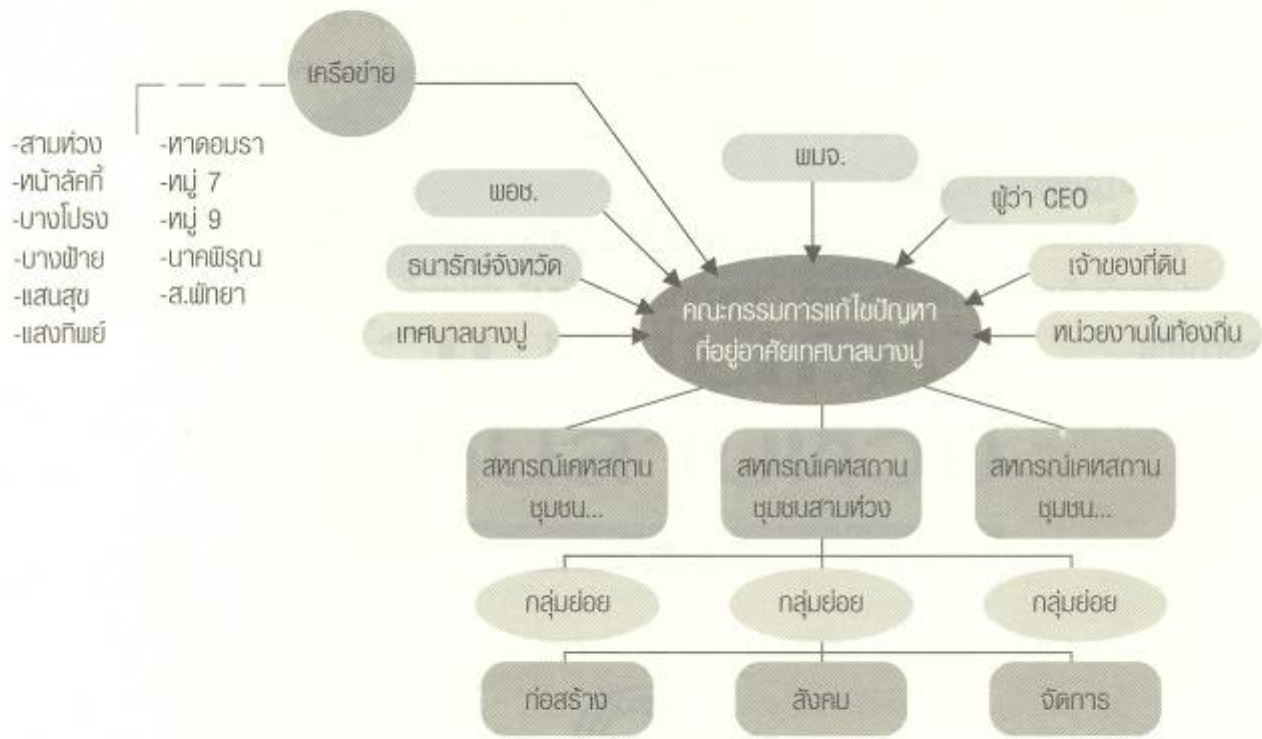 เครือข่าย
-สามห่วง
-หน้าลัคกี้
-บางโปรง
-บางฝ้าย
-แสนสุข
-แสงทิพย์
-หาดอมรา
-หมู่ 7
-หมู่ 9
-นาคพิรุณ
-ส.พัทยา
พมจ.
พอช.
ผู้ว่า CEO
ธนารักษ์จังหวัด
เจ้าของที่ดิน
เทศบาลบางปู
หน่วยงานในท้องถิ่น
คณะกรรมการแก้ไขปัญหา
ที่อยู่อาศัยเทศบาลบางปู
สหกรณ์เคหสถาน
ชุมชน...
สหกรณ์เคหสถาน
ชุมชนสามห่วง
สหกรณ์เคหสถาน
ชุมชน...
กลุ่มย่อย
กลุ่มย่อย
กลุ่มย่อย
ก่อสร้าง
สังคม
จัดการ